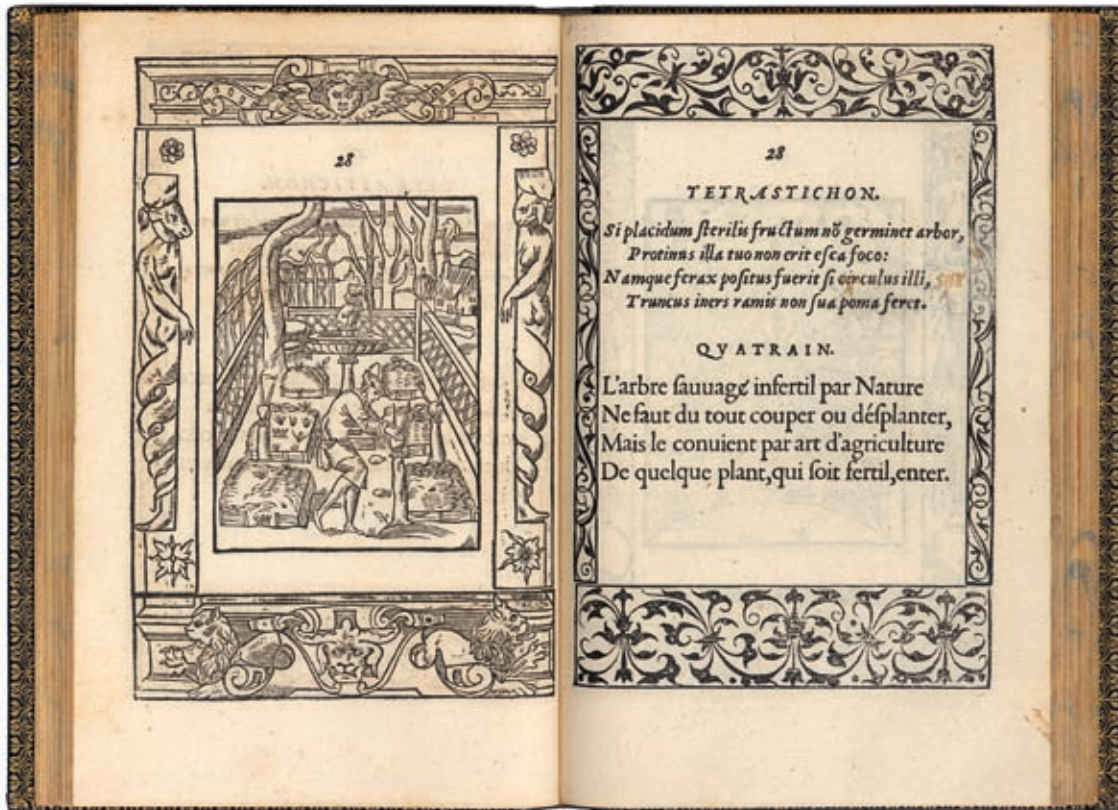 28
28
TETRASTICHON.
Si placidum ſterilis fructum nõ germinet arbor,
Protinus illa tuo non erit eſca foco:
Namque ferax poſitus fuerit ſi circulus illi,
Truncus iners ramis non ſua poma feret.
QVATRAIN.
L'arbre ſauuage infertil par Nature
Ne faut du tout couper ou déſplanter,
Mais le conuient par art d'agriculture
De quelque plant, qui ſoit fertil, enter.